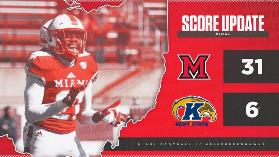 SCORE UPDATE
FINAL
MIAMI
M
31
K
KENT STATE
6